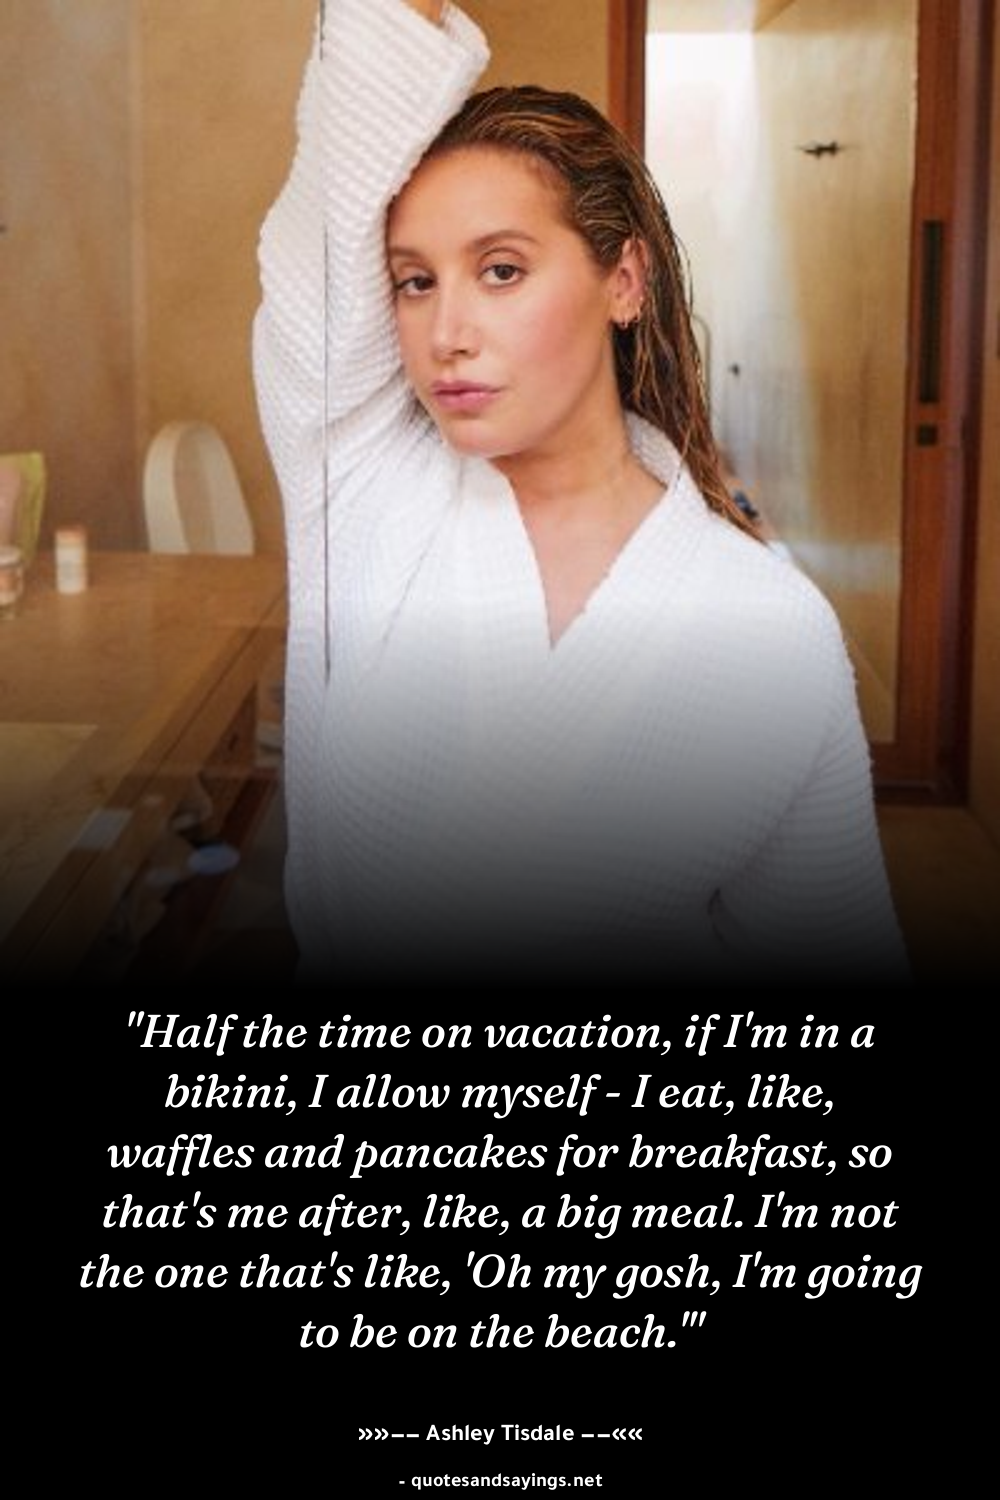 "Half the time on vacation, if I'm in a
bikini, I allow myself - I eat, like,
waffles and pancakes for breakfast, so
that's me after, like, a big meal. I'm not
the one that's like, 'Oh my gosh, I'm going
to be on the beach.'"
»»–– Ashley Tisdale ––««
- quotesandsayings.net